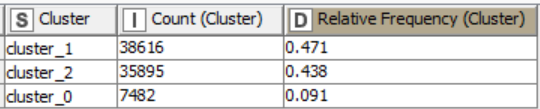 S Cluster I Count (Cluster) D Relative Frequency (Cluster)
cluster_1 38616 0.471
cluster_2 35895 0.438
cluster_0 7482 0.091